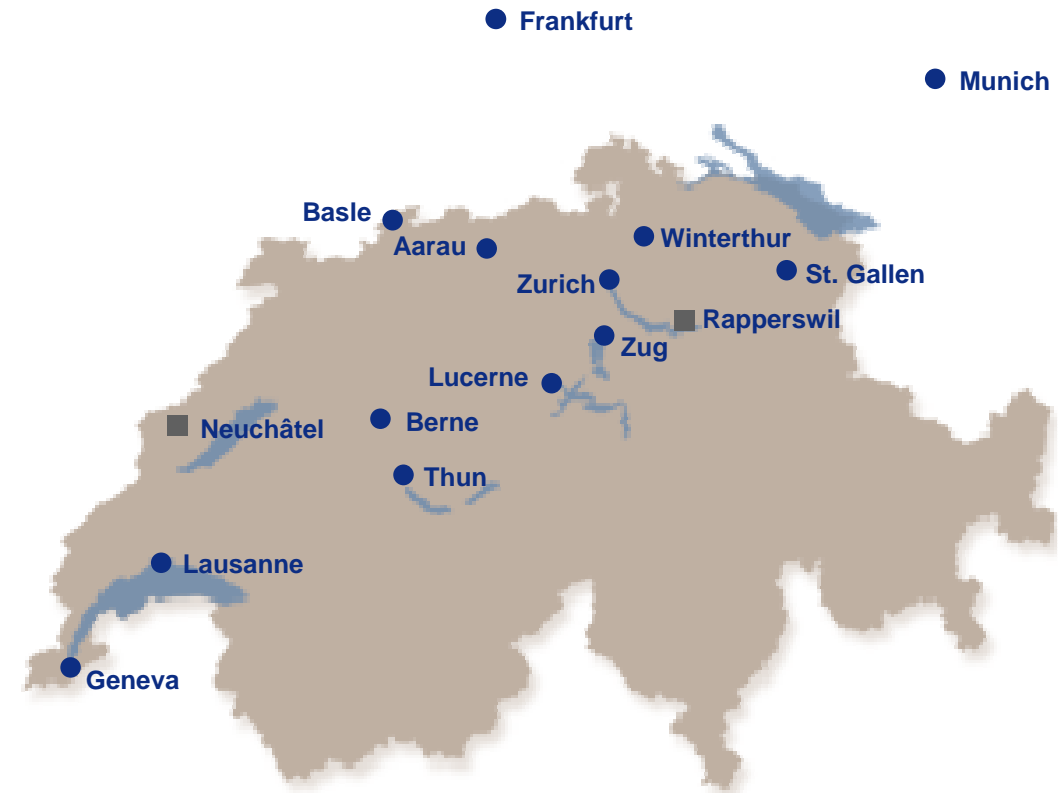 Frankfurt
Munich
Basle
Aarau
Winterthur
Zurich
St. Gallen
Rapperswil
Zug
Lucerne
Neuchâtel
Berne
Thun
Lausanne
Geneva